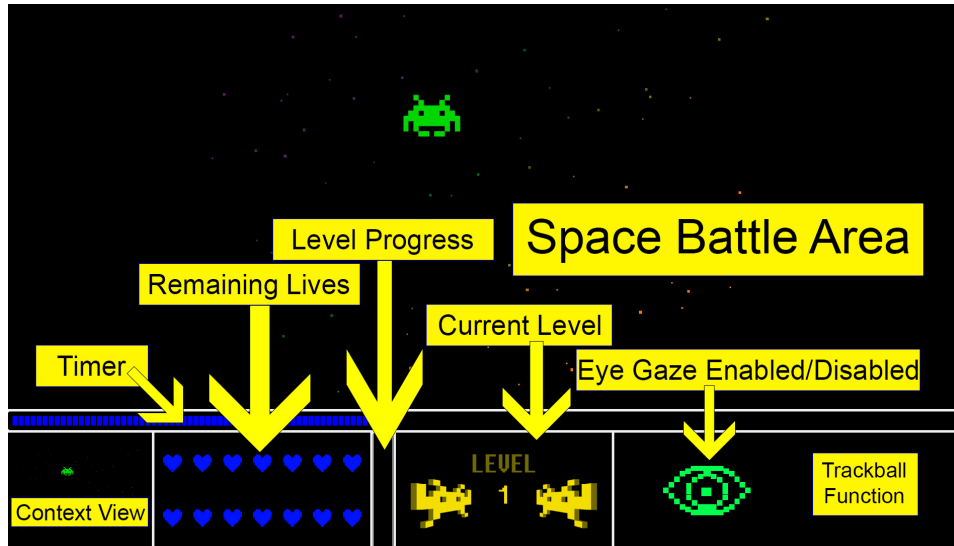 Space Battle Area
Level Progress
Remaining Lives
Current Level
Timer
Eye Gaze Enabled/Disabled
LEVEL
1
Context View
Trackball
Function